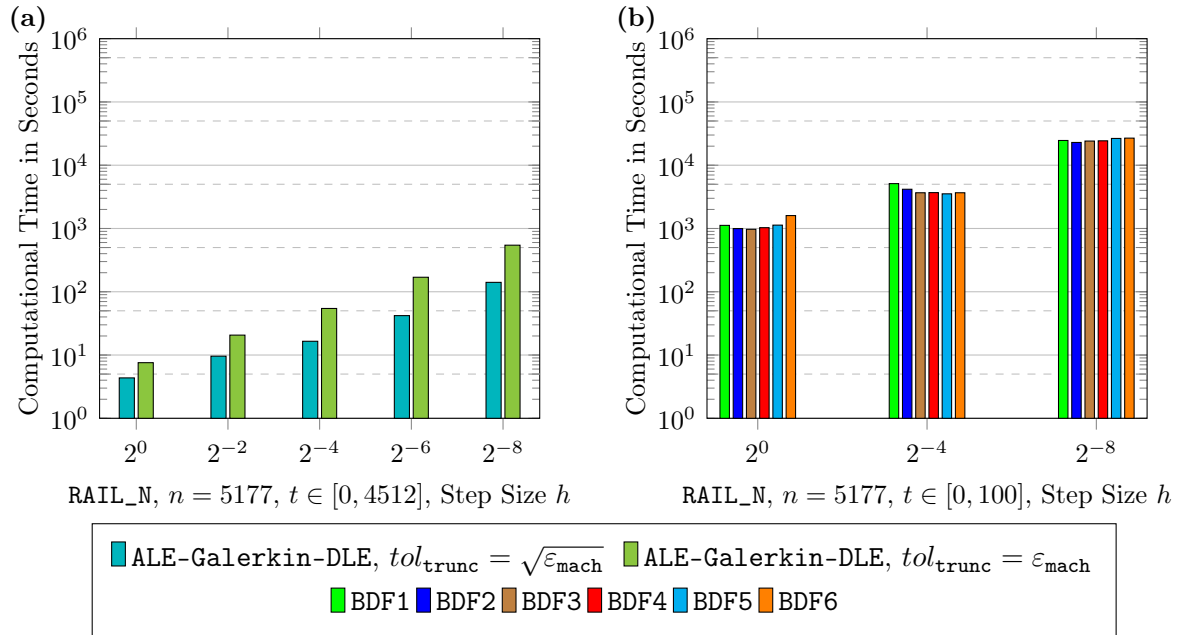 (a)
Computational Time in Seconds
10^6
10^5
10^4
10^3
10^2
10^1
10^0
2^0 2^−2 2^−4 2^−6 2^−8
RAIL_N, n = 5177, t ∈ [0, 4512], Step Size h
(b)
Computational Time in Seconds
10^6
10^5
10^4
10^3
10^2
10^1
10^0
2^0 2^−4 2^−8
RAIL_N, n = 5177, t ∈ [0, 100], Step Size h
ALE-Galerkin-DLE, tol_trunc = √ε_mach ALE-Galerkin-DLE, tol_trunc = ε_mach
BDF1 BDF2 BDF3 BDF4 BDF5 BDF6